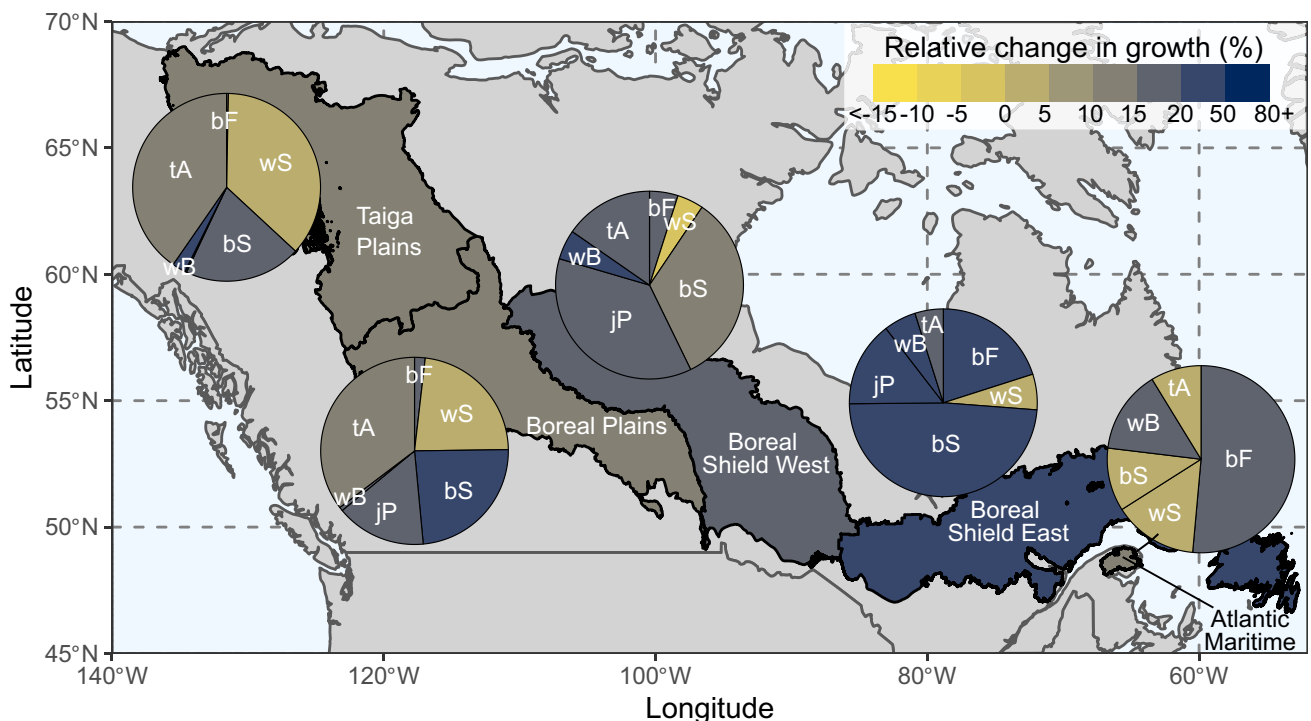 70°N
65°N
60°N
55°N
50°N
45°N
Latitude
140°W
120°W
100°W
80°W
60°W
Longitude
Relative change in growth (%)
<-15 -10 -5 0 5 10 15 20 50 80+
bF
wS
tA
bS
wB
Taiga
Plains
bF
wS
tA
bS
wB
jP
bF
wS
tA
bS
wB
jP
Boreal Plains
Boreal
Shield West
tA
bF
wB
jP
wS
bS
Boreal
Shield East
tA
wB
bF
bS
wS
Atlantic
Maritime